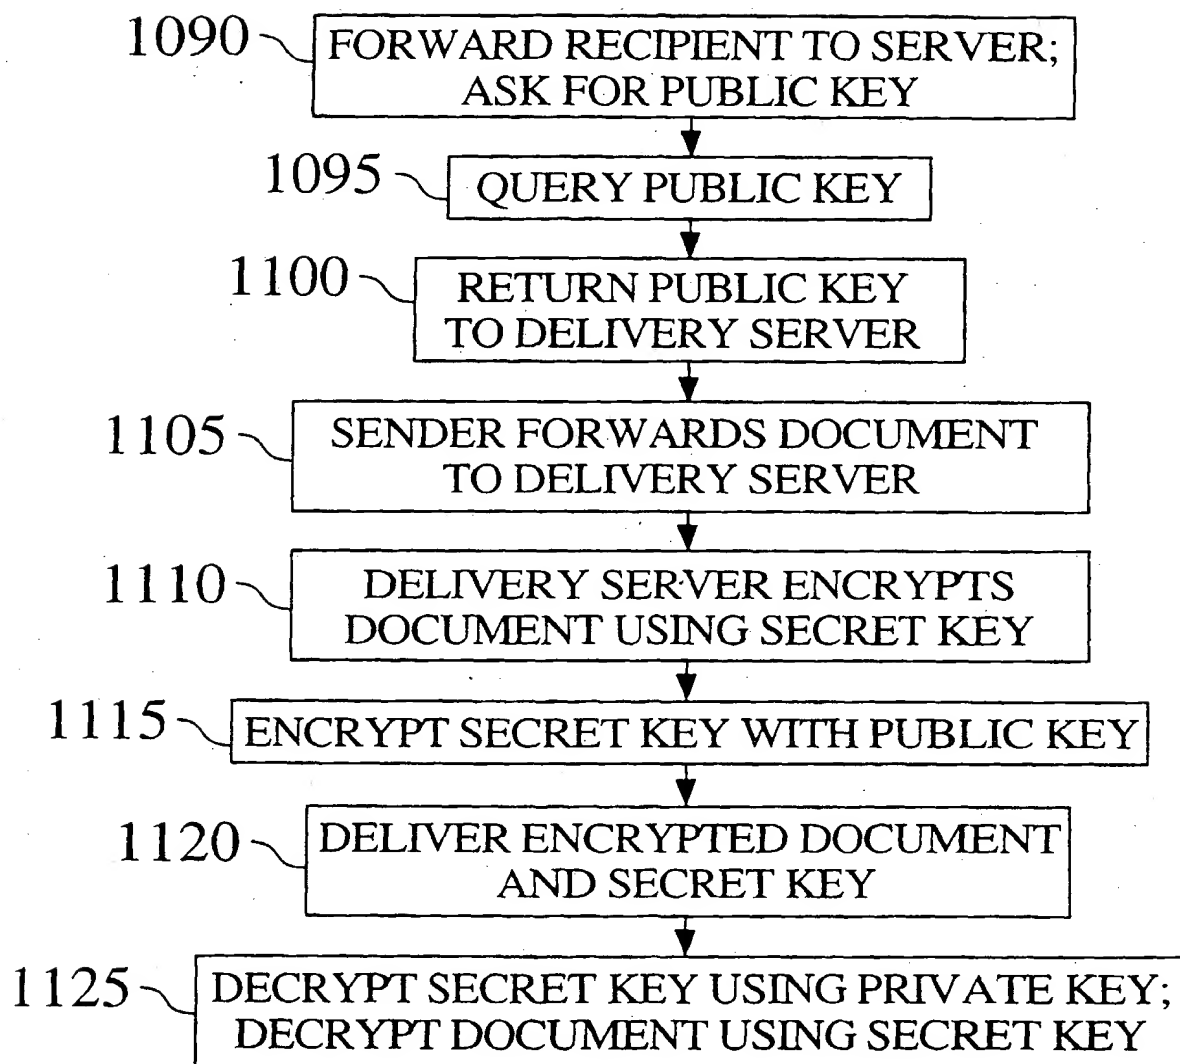 1090
FORWARD RECIPIENT TO SERVER;
ASK FOR PUBLIC KEY
1095
QUERY PUBLIC KEY
1100
RETURN PUBLIC KEY
TO DELIVERY SERVER
1105
SENDER FORWARDS DOCUMENT
TO DELIVERY SERVER
1110
DELIVERY SERVER ENCRYPTS
DOCUMENT USING SECRET KEY
1115
ENCRYPT SECRET KEY WITH PUBLIC KEY
1120
DELIVER ENCRYPTED DOCUMENT
AND SECRET KEY
1125
DECRYPT SECRET KEY USING PRIVATE KEY;
DECRYPT DOCUMENT USING SECRET KEY